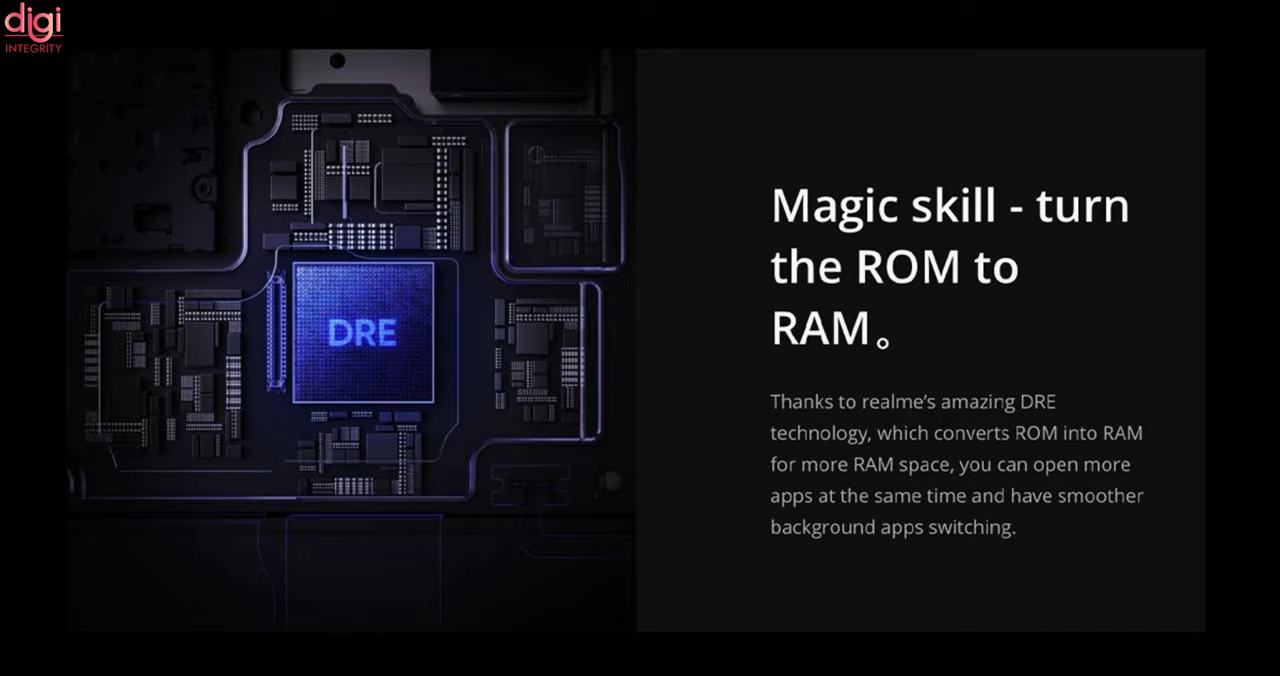 digi
INTEGRITY
DRE
Magic skill - turn
the ROM to
RAM。
Thanks to realme's amazing DRE
technology, which converts ROM into RAM
for more RAM space, you can open more
apps at the same time and have smoother
background apps switching.